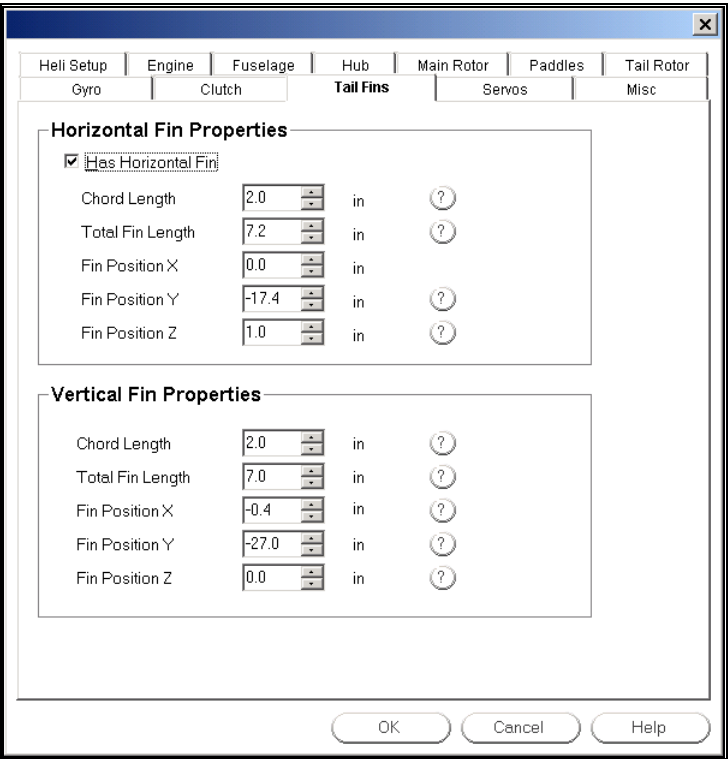 Heli Setup Engine Fuselage Hub Main Rotor Paddles Tail Rotor
Gyro Clutch Tail Fins Servos Misc
Horizontal Fin Properties
Has Horizontal Fin
Chord Length 2.0 in ?
Total Fin Length 7.2 in ?
Fin Position X 0.0 in
Fin Position Y -17.4 in ?
Fin Position Z 1.0 in ?
Vertical Fin Properties
Chord Length 2.0 in ?
Total Fin Length 7.0 in ?
Fin Position X -0.4 in ?
Fin Position Y -27.0 in ?
Fin Position Z 0.0 in ?
OK Cancel Help